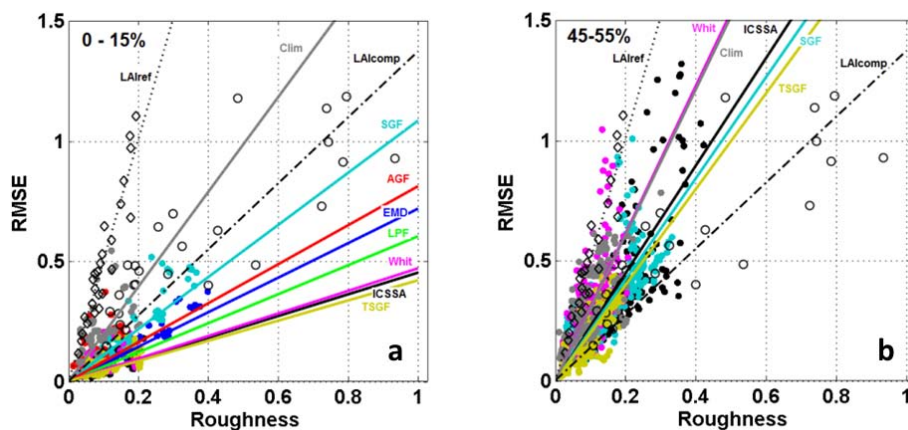 0 - 15%
LAIref
Clim
LAIcomp
SGF
AGF
EMD
LPF
Whit
ICSSA
TSGF
a
RMSE
1.5
1
0.5
0
0 0.2 0.4 0.6 0.8 1
Roughness
45-55%
LAIref
Whit
Clim
ICSSA
SGF
TSGF
LAIcomp
b
RMSE
1.5
1
0.5
0
0 0.2 0.4 0.6 0.8 1
Roughness